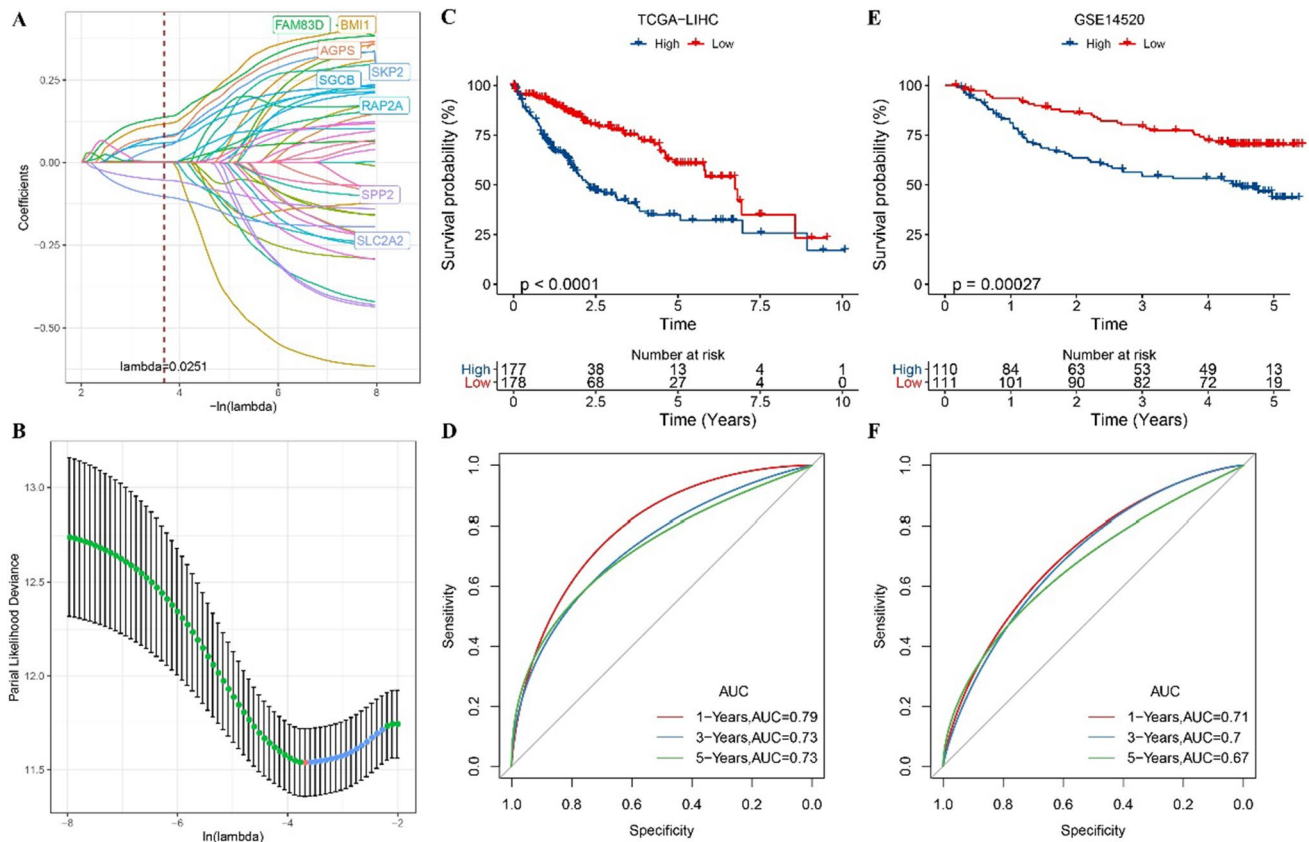 A
FAM83D
BMI1
AGPS
SKP2
SGCB
RAP2A
SPP2
SLC2A2
0.25
0.00
−0.25
−0.50
Coefficients
lambda=0.0251
2 4 6 8
−ln(lambda)
B
13.0
12.5
12.0
11.5
Parial Likelihood Deviance
−8 −6 −4 −2
ln(lambda)
C
TCGA−LIHC
High Low
100
75
50
25
0
Survival probability (%)
p < 0.0001
0 2.5 5 7.5 10
Time
Number at risk
High 177 38 13 4 1
Low 178 68 27 4 0
0 2.5 5 7.5 10
Time (Years)
D
1.0
0.8
0.6
0.4
0.2
0.0
Sensitivity
AUC
1−Years,AUC=0.79
3−Years,AUC=0.73
5−Years,AUC=0.73
1.0 0.8 0.6 0.4 0.2 0.0
Specificity
E
GSE14520
High Low
100
75
50
25
0
Survival probability (%)
p = 0.00027
0 1 2 3 4 5
Time
Number at risk
High 110 84 63 53 49 13
Low 111 101 90 82 72 19
0 1 2 3 4 5
Time (Years)
F
1.0
0.8
0.6
0.4
0.2
0.0
Sensitivity
AUC
1−Years,AUC=0.71
3−Years,AUC=0.7
5−Years,AUC=0.67
1.0 0.8 0.6 0.4 0.2 0.0
Specificity